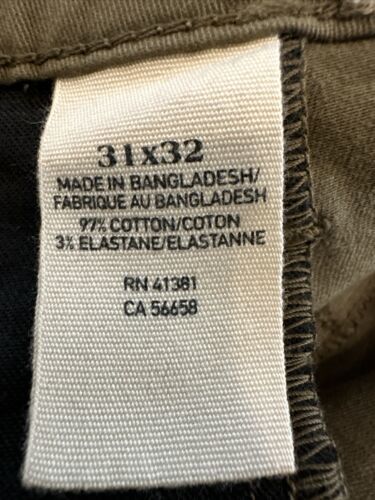 31x32
MADE IN BANGLADESH/
FABRIQUE AU BANGLADESH
97% COTTON/COTON
3% ELASTANE/ELASTANNE
RN 41381
CA 56658